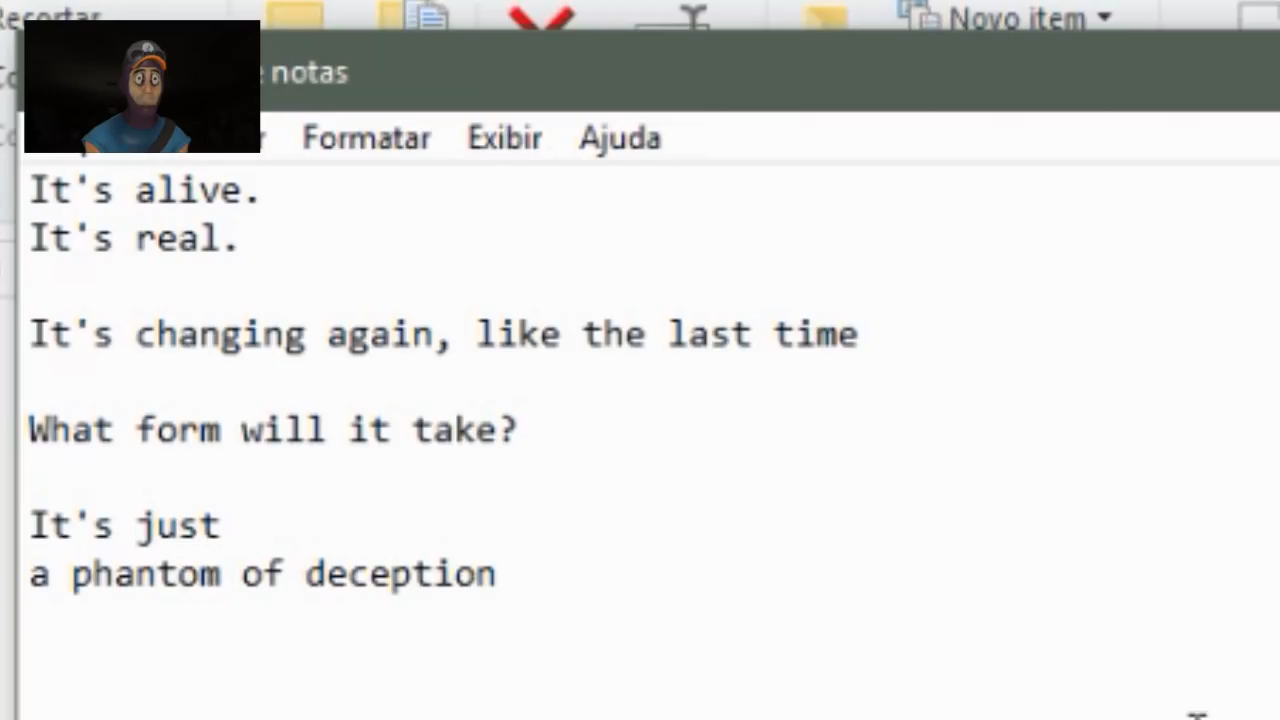 Recortar
Novo item
notas
Formatar Exibir Ajuda
It's alive.
It's real.
It's changing again, like the last time
What form will it take?
It's just
a phantom of deception